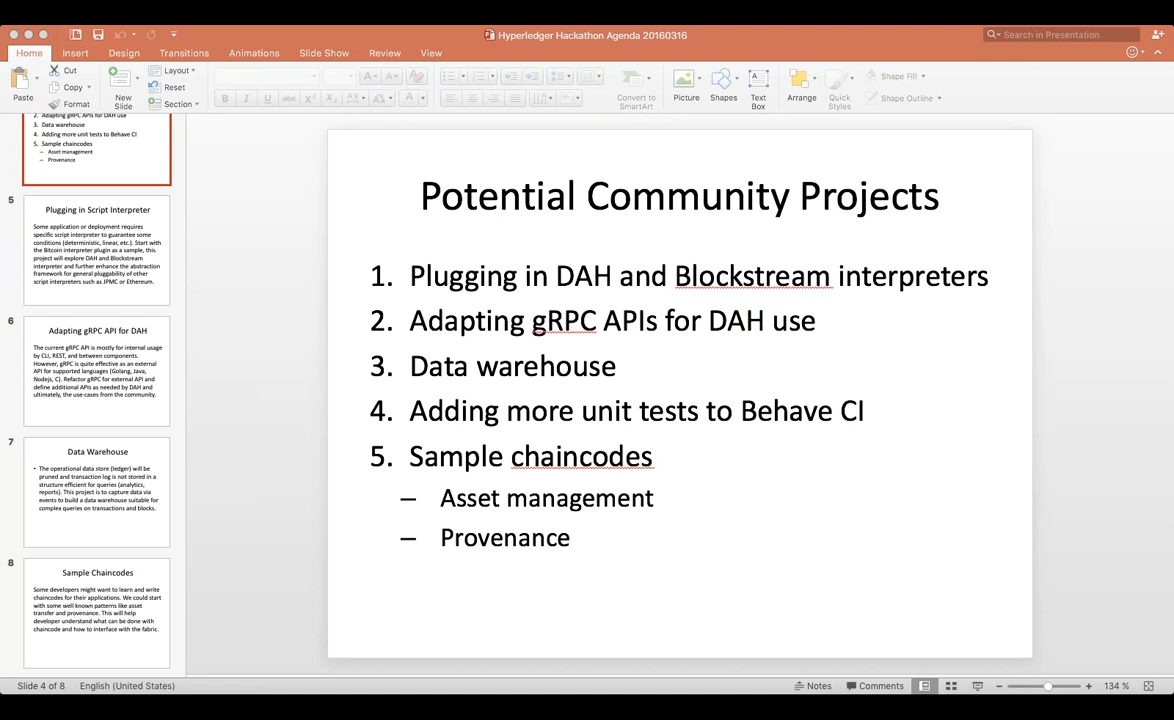 Hyperledger Hackathon Agenda 20160316
Search in Presentation
Home Insert Design Transitions Animations Slide Show Review View
Paste
Cut
Copy
Format
New Slide
Layout
Reset
Section
B I U abc X² X₂ AV Aa A
Convert to SmartArt
Picture
Shapes
Text Box
Arrange
Quick Styles
Shape Fill
Shape Outline
2. Adapting gRPC APIs for DAH use
3. Data warehouse
4. Adding more unit tests to Behave CI
5. Sample chaincodes
– Asset management
– Provenance
5
Plugging in Script Interpreter
Some application or deployment requires
specific script interpreter to guarantee some
conditions (deterministic, linear, etc.). Start with
the Bitcoin interpreter plugin as a sample, this
project will explore DAH and Blockstream
interpreter and further enhance the abstraction
framework for general pluggability of other
script interpreters such as JPMC or Ethereum.
6
Adapting gRPC API for DAH
The current gRPC API is mostly for internal usage
by CLI, REST, and between components.
However, gRPC is quite effective as an external
API for supported languages (Golang, Java,
Nodejs, C). Refactor gRPC for external API and
define additional APIs as needed by DAH and
ultimately, the use-cases from the community.
7
Data Warehouse
• The operational data store (ledger) will be
pruned and transaction log is not stored in a
structure efficient for queries (analytics,
reports). This project is to capture data via
events to build a data warehouse suitable for
complex queries on transactions and blocks.
8
Sample Chaincodes
Some developers might want to learn and write
chaincodes for their applications. We could start
with some well known patterns like asset
transfer and provenance. This will help
developer understand what can be done with
chaincode and how to interface with the fabric.
Potential Community Projects
1. Plugging in DAH and Blockstream interpreters
2. Adapting gRPC APIs for DAH use
3. Data warehouse
4. Adding more unit tests to Behave CI
5. Sample chaincodes
– Asset management
– Provenance
Slide 4 of 8 English (United States)
Notes Comments 134 %